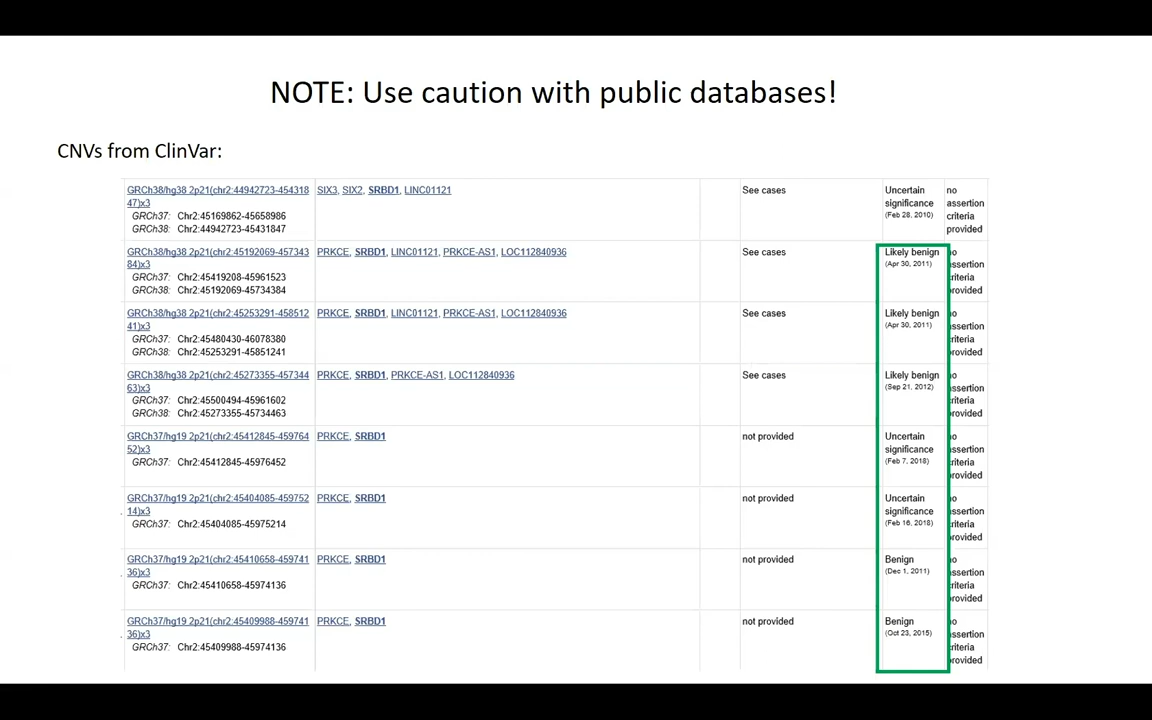 NOTE: Use caution with public databases!
CNVs from ClinVar:
GRCh38/hg38 2p21(chr2:44942723-454318
47)x3
GRCh37: Chr2:45169862-45658986
GRCh38: Chr2:44942723-45431847
SIX3, SIX2, SRBD1, LINC01121
See cases
Uncertain
significance
(Feb 28, 2010)
no
assertion
criteria
provided
GRCh38/hg38 2p21(chr2:45192069-457343
84)x3
GRCh37: Chr2:45419208-45961523
GRCh38: Chr2:45192069-45734384
PRKCE, SRBD1, LINC01121, PRKCE-AS1, LOC112840936
See cases
Likely benign
(Apr 30, 2011)
no
assertion
criteria
provided
GRCh38/hg38 2p21(chr2:45253291-458512
41)x3
GRCh37: Chr2:45480430-46078380
GRCh38: Chr2:45253291-45851241
PRKCE, SRBD1, LINC01121, PRKCE-AS1, LOC112840936
See cases
Likely benign
(Apr 30, 2011)
no
assertion
criteria
provided
GRCh38/hg38 2p21(chr2:45273355-457344
63)x3
GRCh37: Chr2:45500494-45961602
GRCh38: Chr2:45273355-45734463
PRKCE, SRBD1, PRKCE-AS1, LOC112840936
See cases
Likely benign
(Sep 21, 2012)
no
assertion
criteria
provided
GRCh37/hg19 2p21(chr2:45412845-459764
52)x3
GRCh37: Chr2:45412845-45976452
PRKCE, SRBD1
not provided
Uncertain
significance
(Feb 7, 2018)
no
assertion
criteria
provided
GRCh37/hg19 2p21(chr2:45404085-459752
14)x3
GRCh37: Chr2:45404085-45975214
PRKCE, SRBD1
not provided
Uncertain
significance
(Feb 16, 2018)
no
assertion
criteria
provided
GRCh37/hg19 2p21(chr2:45410658-459741
36)x3
GRCh37: Chr2:45410658-45974136
PRKCE, SRBD1
not provided
Benign
(Dec 1, 2011)
no
assertion
criteria
provided
GRCh37/hg19 2p21(chr2:45409988-459741
36)x3
GRCh37: Chr2:45409988-45974136
PRKCE, SRBD1
not provided
Benign
(Oct 23, 2015)
no
assertion
criteria
provided